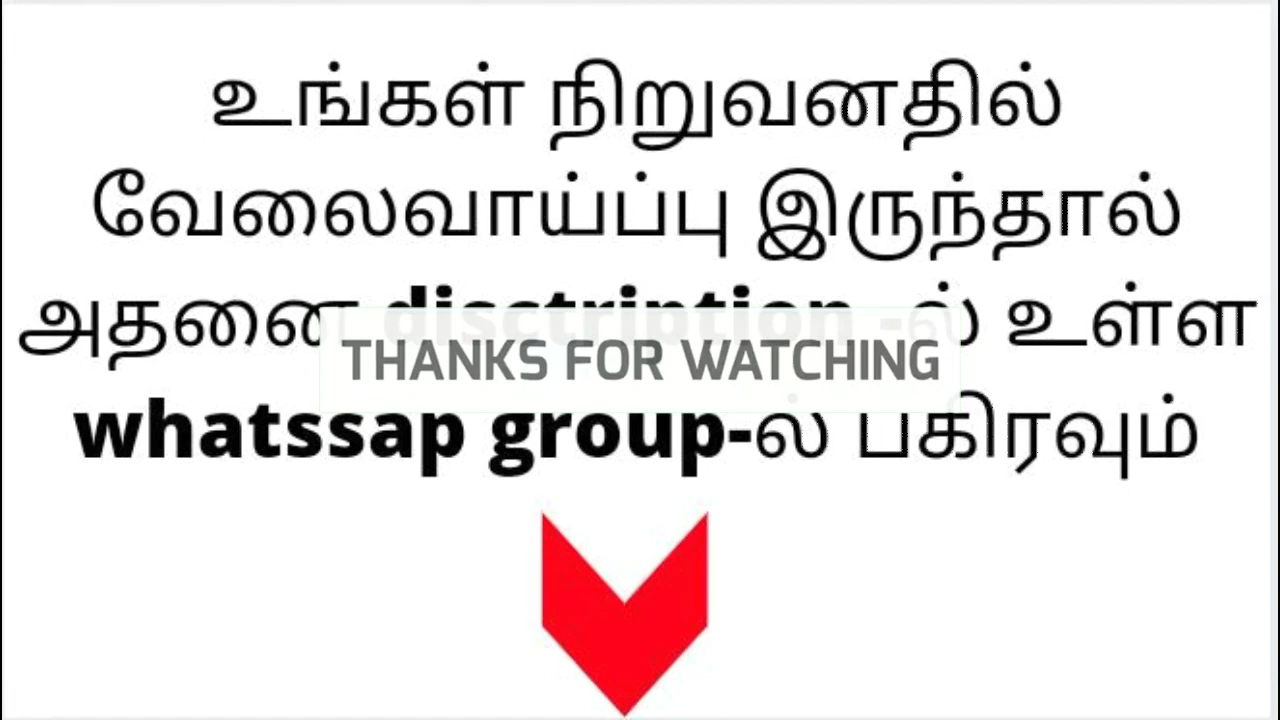 உங்கள் நிறுவனதில்
வேலைவாய்ப்பு இருந்தால்
அதனை disctription -ல் உள்ள
THANKS FOR WATCHING
whatssap group-ல் பகிரவும்